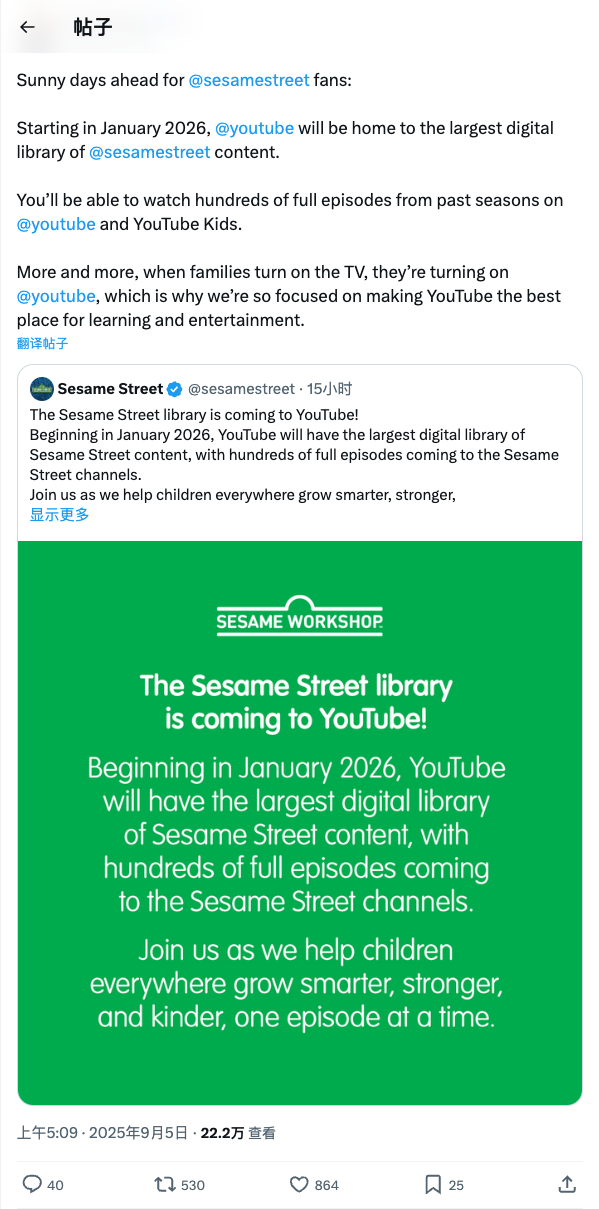 帖子
Sunny days ahead for @sesamestreet fans:
Starting in January 2026, @youtube will be home to the largest digital
library of @sesamestreet content.
You’ll be able to watch hundreds of full episodes from past seasons on
@youtube and YouTube Kids.
More and more, when families turn on the TV, they’re turning on
@youtube, which is why we’re so focused on making YouTube the best
place for learning and entertainment.
翻译帖子
Sesame Street @sesamestreet · 15小时
The Sesame Street library is coming to YouTube!
Beginning in January 2026, YouTube will have the largest digital library of
Sesame Street content, with hundreds of full episodes coming to the Sesame
Street channels.
Join us as we help children everywhere grow smarter, stronger,
显示更多
SESAME WORKSHOP
The Sesame Street library
is coming to YouTube!
Beginning in January 2026, YouTube
will have the largest digital library
of Sesame Street content, with
hundreds of full episodes coming
to the Sesame Street channels.
Join us as we help children
everywhere grow smarter, stronger,
and kinder, one episode at a time.
上午5:09 · 2025年9月5日 · 22.2万 查看
40 530 864 25